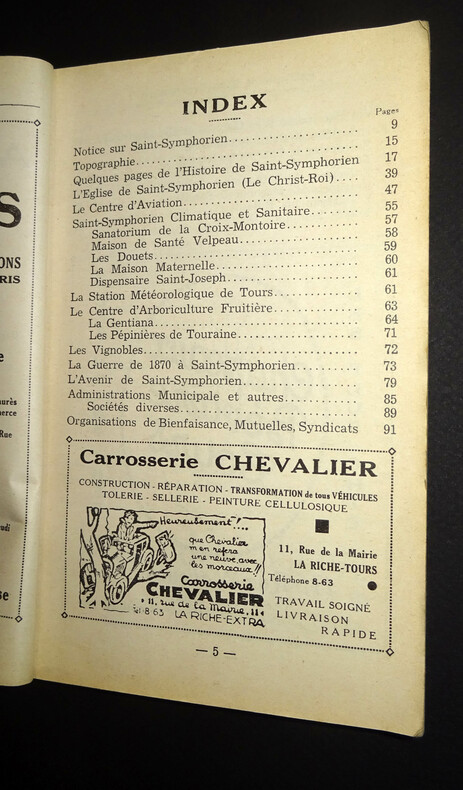 S
ONS
RIS
e
aurès
merce
Rue
udi
se
INDEX
Pages
Notice sur Saint-Symphorien 9
Topographie 15
Quelques pages de l'Histoire de Saint-Symphorien 17
L'Eglise de Saint-Symphorien (Le Christ-Roi) 39
Le Centre d'Aviation 47
Saint-Symphorien Climatique et Sanitaire 55
Sanatorium de la Croix-Montoire 57
Maison de Santé Velpeau 58
Les Douets 59
La Maison Maternelle 60
Dispensaire Saint-Joseph 61
La Station Météorologique de Tours 61
Le Centre d'Arboriculture Fruitière 63
La Gentiana 64
Les Pépinières de Touraine 71
Les Vignobles 72
La Guerre de 1870 à Saint-Symphorien 73
L'Avenir de Saint-Symphorien 79
Administrations Municipale et autres 85
Sociétés diverses 89
Organisations de Bienfaisance, Mutuelles, Syndicats 91
Carrosserie CHEVALIER
CONSTRUCTION - RÉPARATION - TRANSFORMATION de tous VÉHICULES
TOLERIE - SELLERIE - PEINTURE CELLULOSIQUE
Heureusement !...
que Chevalier
m'en refera
une neuve, avec
les morceaux !!
Carrosserie
CHEVALIER
11, rue de la Mairie, 11
8-63 LA RICHE-EXTRA
11, Rue de la Mairie
LA RICHE-TOURS
Téléphone 8-63
TRAVAIL SOIGNÉ
LIVRAISON
RAPIDE
— 5 —